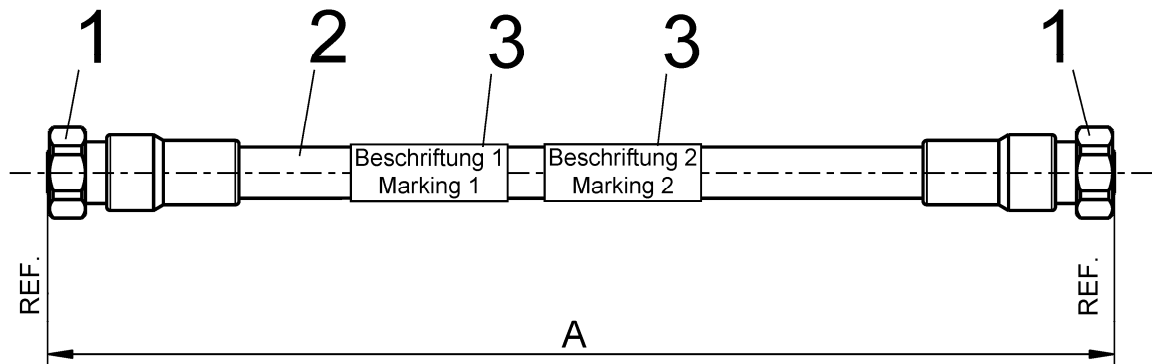 1 2 3 3 1
Beschriftung 1
Marking 1
Beschriftung 2
Marking 2
REF.
REF.
A